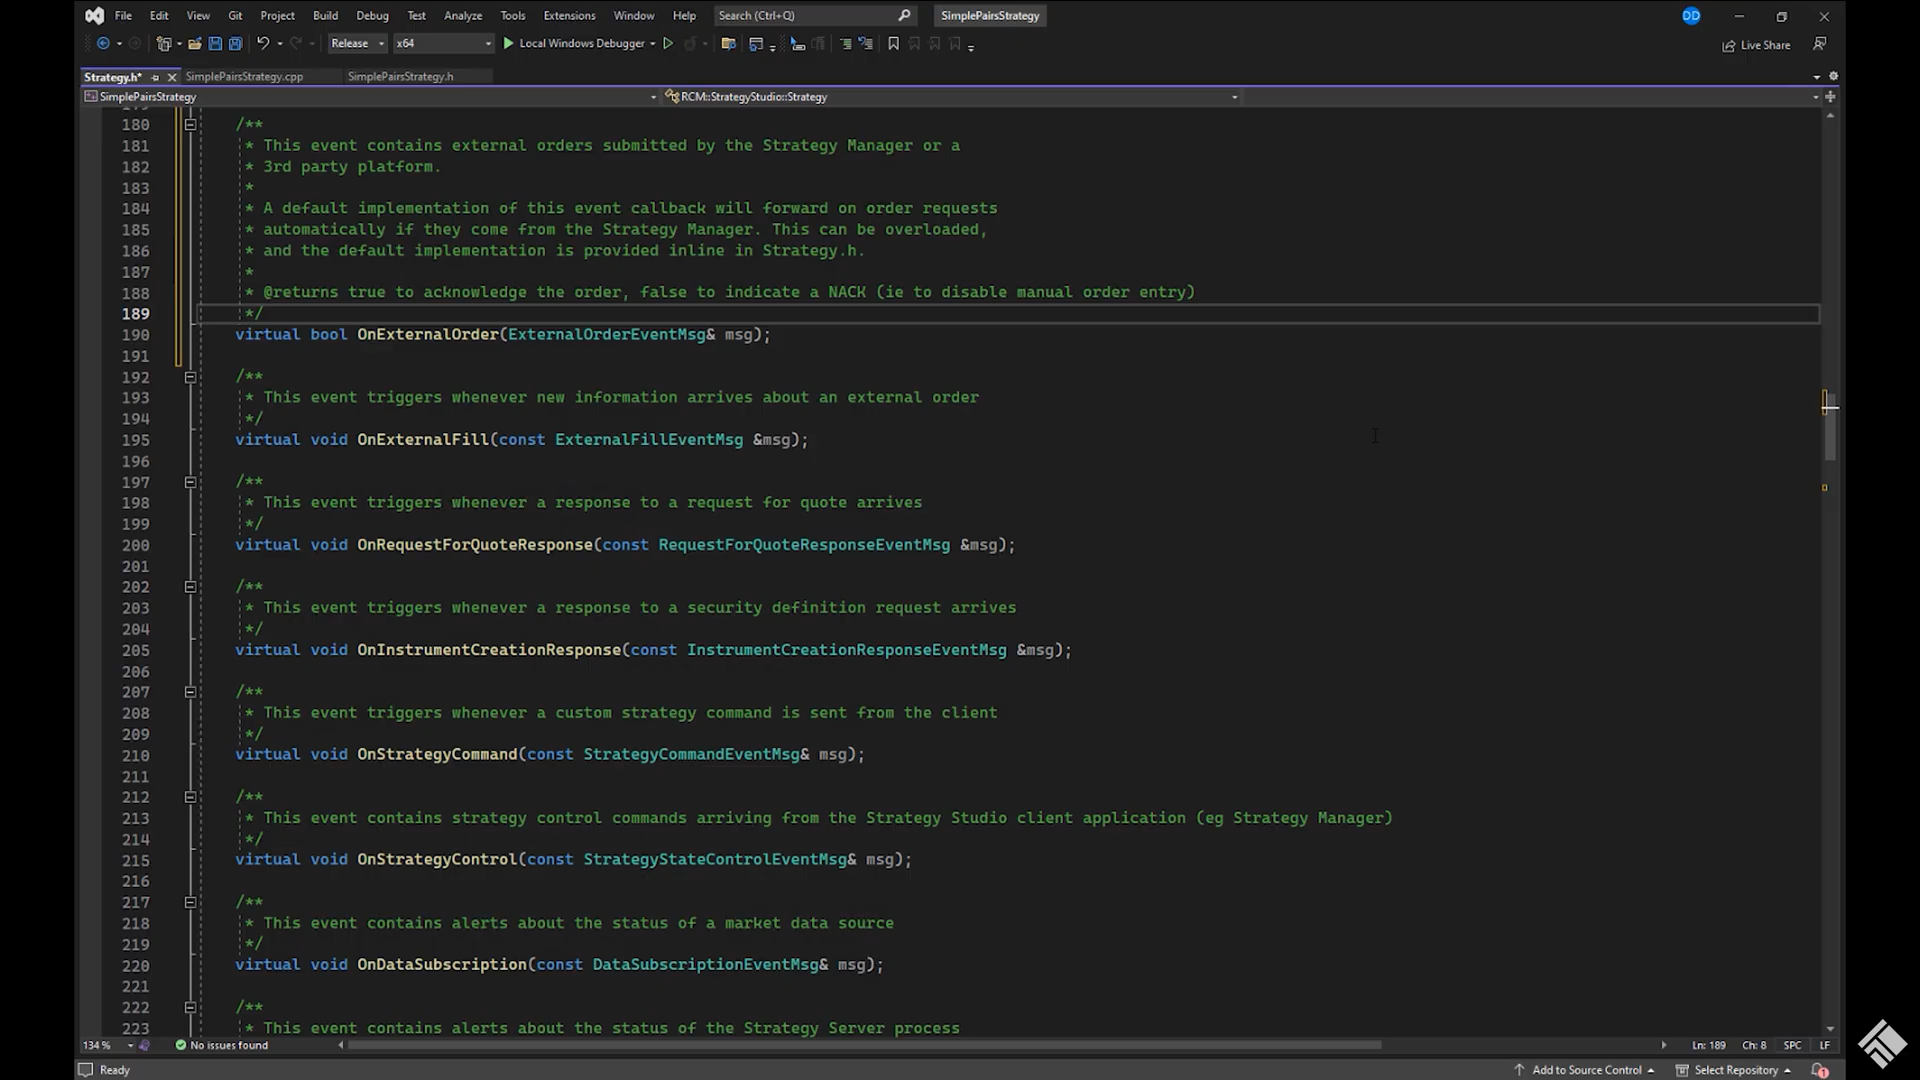 File Edit View Git Project Build Debug Test Analyze Tools Extensions Window Help Search (Ctrl+Q) SimplePairsStrategy DD
Release x64 Local Windows Debugger Live Share
Strategy.h* SimplePairsStrategy.cpp SimplePairsStrategy.h
SimplePairsStrategy RCM::StrategyStudio::Strategy
180 /**
181 * This event contains external orders submitted by the Strategy Manager or a
182 * 3rd party platform.
183 *
184 * A default implementation of this event callback will forward on order requests
185 * automatically if they come from the Strategy Manager. This can be overloaded,
186 * and the default implementation is provided inline in Strategy.h.
187 *
188 * @returns true to acknowledge the order, false to indicate a NACK (ie to disable manual order entry)
189 */
190 virtual bool OnExternalOrder(ExternalOrderEventMsg& msg);
191
192 /**
193 * This event triggers whenever new information arrives about an external order
194 */
195 virtual void OnExternalFill(const ExternalFillEventMsg &msg);
196
197 /**
198 * This event triggers whenever a response to a request for quote arrives
199 */
200 virtual void OnRequestForQuoteResponse(const RequestForQuoteResponseEventMsg &msg);
201
202 /**
203 * This event triggers whenever a response to a security definition request arrives
204 */
205 virtual void OnInstrumentCreationResponse(const InstrumentCreationResponseEventMsg &msg);
206
207 /**
208 * This event triggers whenever a custom strategy command is sent from the client
209 */
210 virtual void OnStrategyCommand(const StrategyCommandEventMsg& msg);
211
212 /**
213 * This event contains strategy control commands arriving from the Strategy Studio client application (eg Strategy Manager)
214 */
215 virtual void OnStrategyControl(const StrategyStateControlEventMsg& msg);
216
217 /**
218 * This event contains alerts about the status of a market data source
219 */
220 virtual void OnDataSubscription(const DataSubscriptionEventMsg& msg);
221
222 /**
223 * This event contains alerts about the status of the Strategy Server process
134 % No issues found Ln: 189 Ch: 8 SPC LF
Ready Add to Source Control Select Repository 1